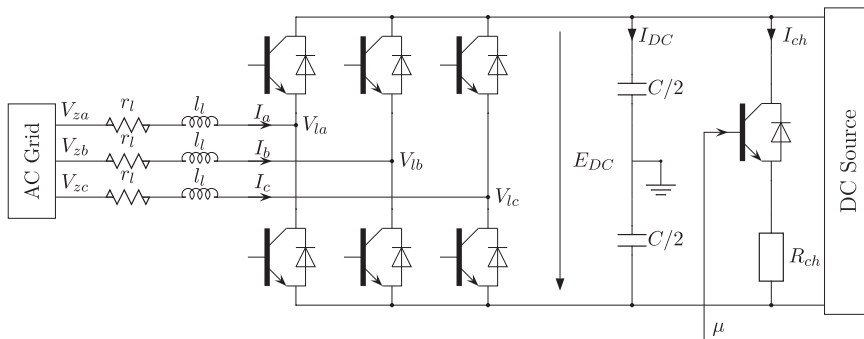 I_{DC}
I_{ch}
C/2
V_{za} r_l l_l I_a
V_{la}
V_{zb} r_l l_l I_b
V_{lb}
V_{zc} r_l l_l I_c
V_{lc}
AC Grid
E_{DC}
DC Source
C/2
R_{ch}
μ